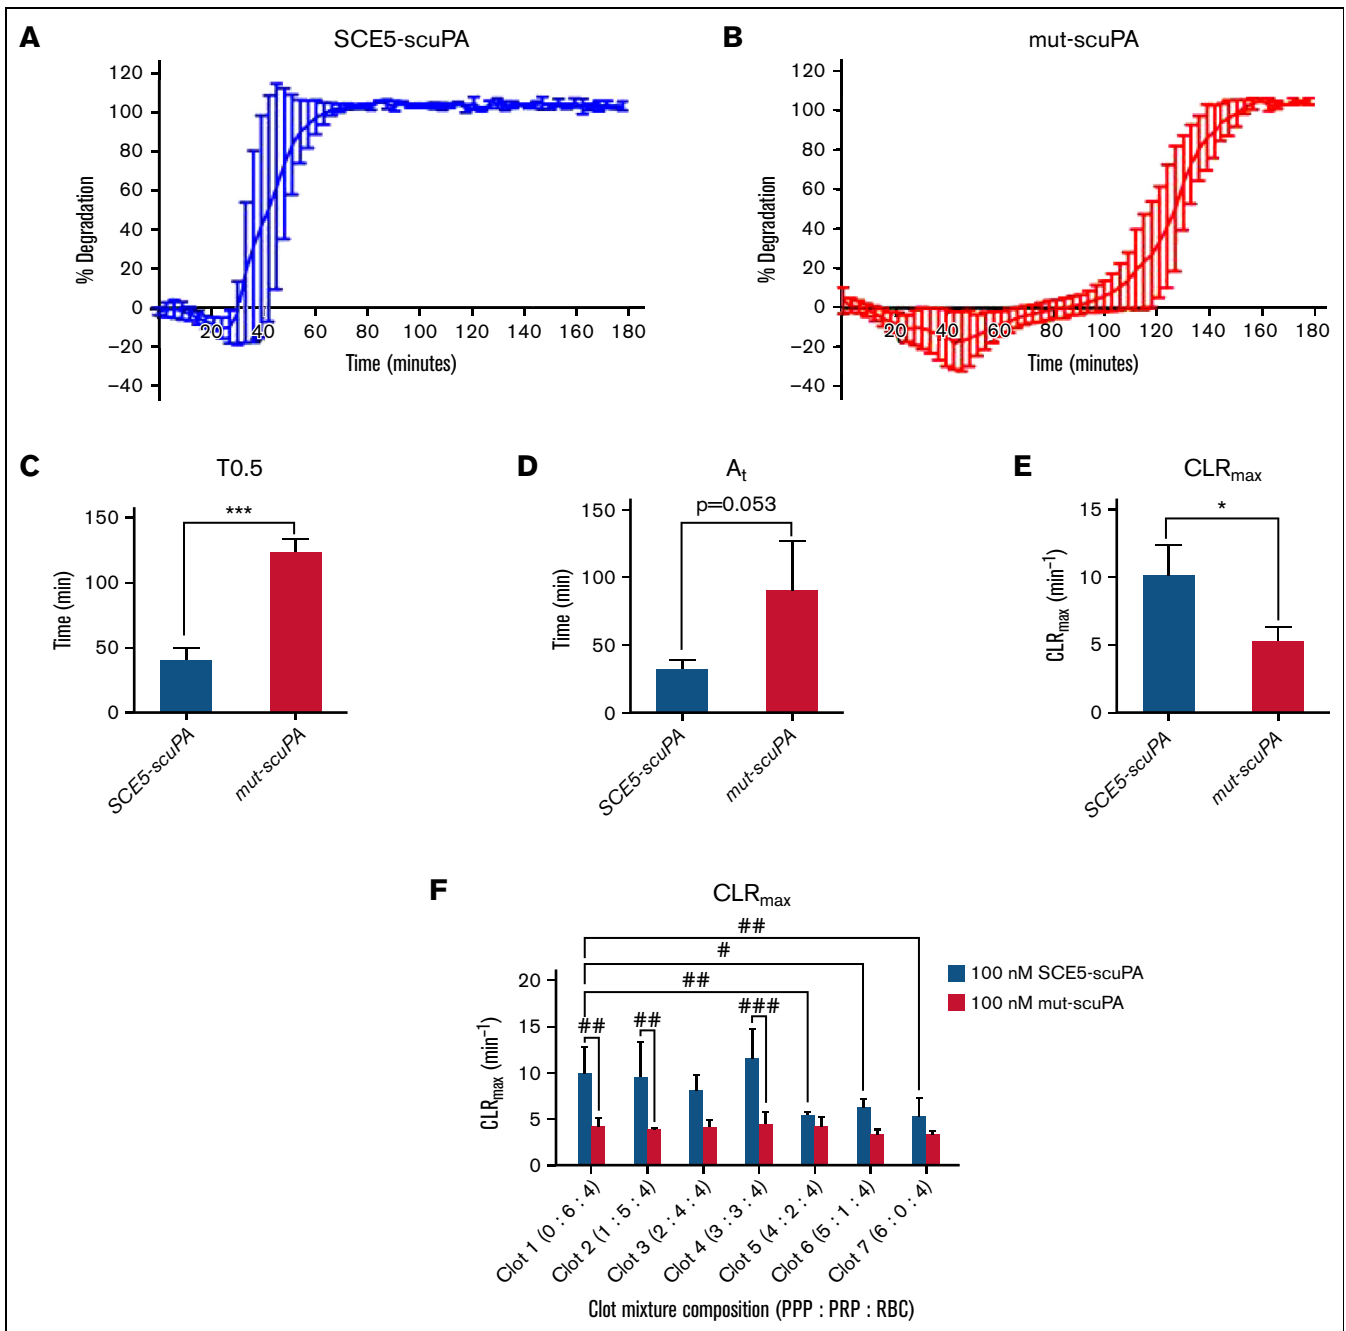 A
SCE5-scuPA
120
100
80
60
40
20
0
−20
−40
% Degradation
20 40 60 80 100 120 140 160 180
Time (minutes)
B
mut-scuPA
120
100
80
60
40
20
0
−20
−40
% Degradation
20 40 60 80 100 120 140 160 180
Time (minutes)
C
T0.5
***
150
100
50
0
Time (min)
SCE5-scuPA
mut-scuPA
D
At
p=0.053
150
100
50
0
Time (min)
SCE5-scuPA
mut-scuPA
E
CLRmax
*
15
10
5
0
CLRmax (min−1)
SCE5-scuPA
mut-scuPA
F
CLRmax
##
#
##
##
##
###
20
15
10
5
0
CLRmax (min−1)
100 nM SCE5-scuPA
100 nM mut-scuPA
Clot 1 (0 : 6 : 4)
Clot 2 (1 : 5 : 4)
Clot 3 (2 : 4 : 4)
Clot 4 (3 : 3 : 4)
Clot 5 (4 : 2 : 4)
Clot 6 (5 : 1 : 4)
Clot 7 (6 : 0 : 4)
Clot mixture composition (PPP : PRP : RBC)